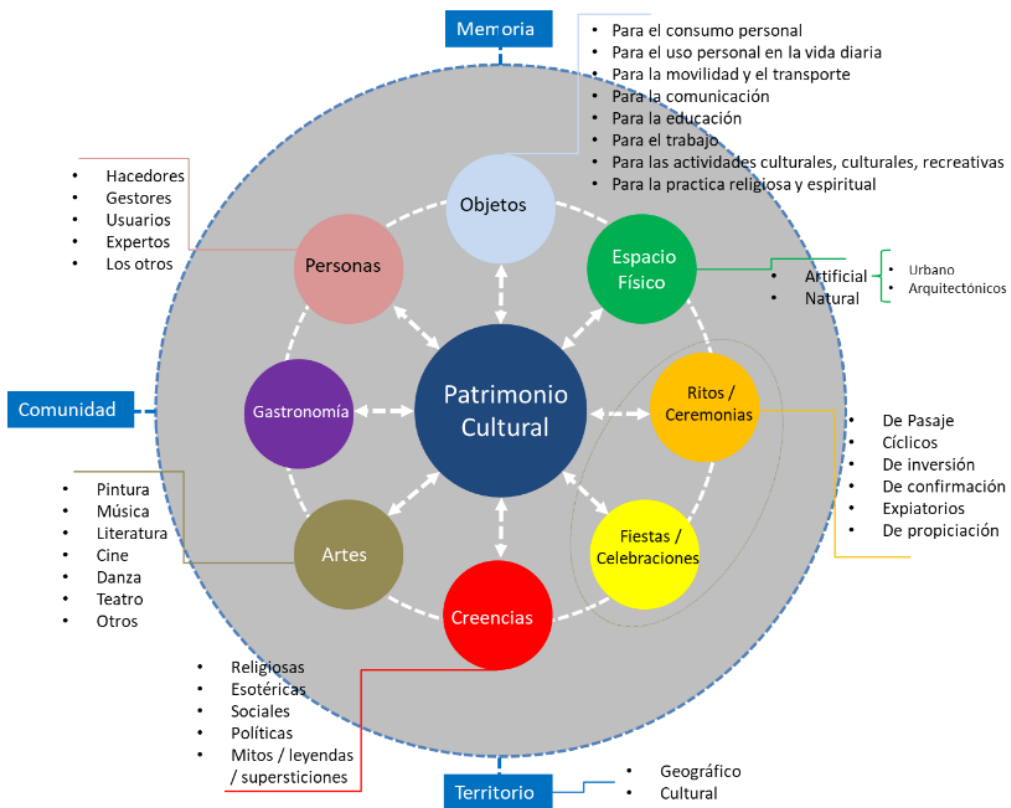 Memoria
• Para el consumo personal
• Para el uso personal en la vida diaria
• Para la movilidad y el transporte
• Para la comunicación
• Para la educación
• Para el trabajo
• Para las actividades culturales, culturales, recreativas
• Para la practica religiosa y espiritual
Objetos
• Hacedores
• Gestores
• Usuarios
• Expertos
• Los otros
Personas
Espacio
Físico
• Artificial
• Natural
• Urbano
• Arquitectónicos
Comunidad
Gastronomía
Patrimonio
Cultural
Ritos /
Ceremonias
• De Pasaje
• Cíclicos
• De inversión
• De confirmación
• Expiatorios
• De propiciación
• Pintura
• Música
• Literatura
• Cine
• Danza
• Teatro
• Otros
Artes
Fiestas /
Celebraciones
Creencias
• Religiosas
• Esotéricas
• Sociales
• Políticas
• Mitos / leyendas
/ supersticiones
Territorio
• Geográfico
• Cultural